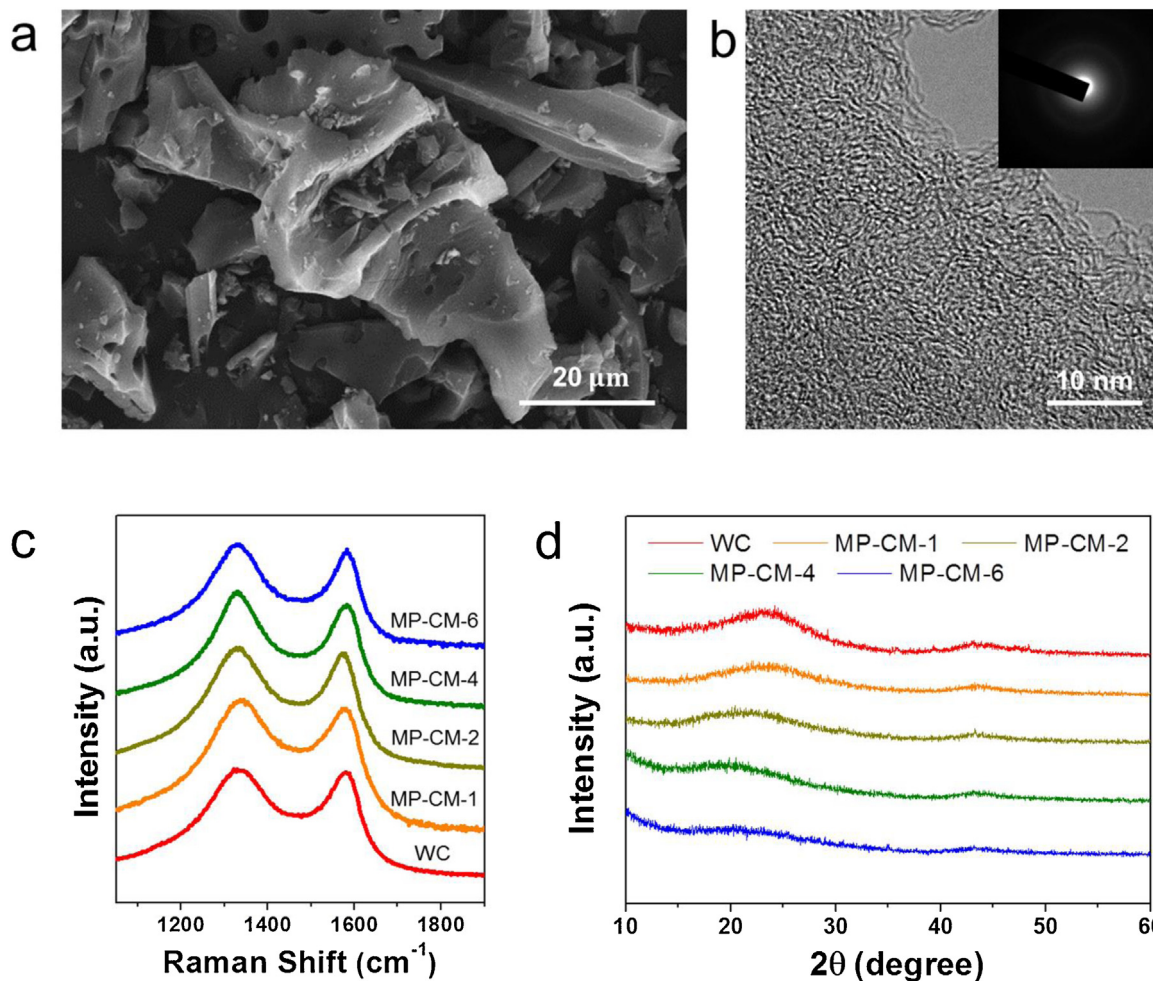 a
b
20 µm
10 nm
c
MP-CM-6
MP-CM-4
MP-CM-2
MP-CM-1
WC
Intensity (a.u.)
1200 1400 1600 1800
Raman Shift (cm⁻¹)
d
WC MP-CM-1 MP-CM-2
MP-CM-4 MP-CM-6
Intensity (a.u.)
10 20 30 40 50 60
2θ (degree)